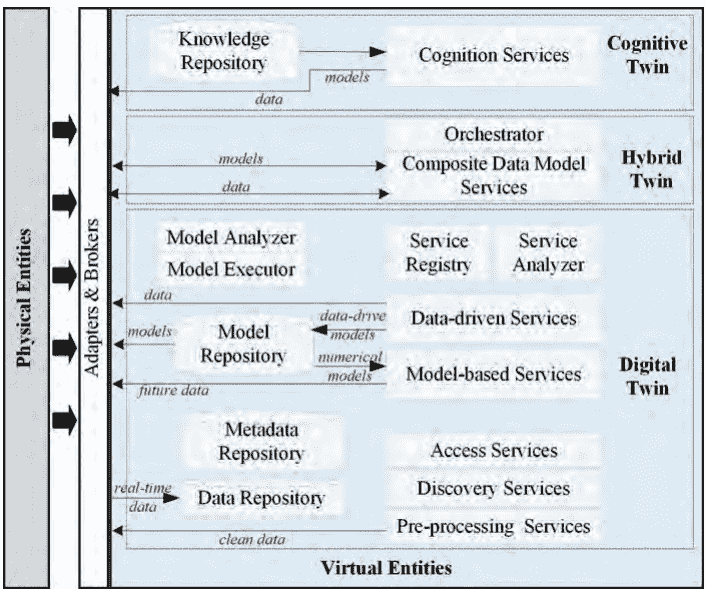 Physical Entities
Adapters & Brokers
Knowledge
Repository
Cognition Services
Cognitive
Twin
models
data
Orchestrator
Composite Data Model
Services
Hybrid
Twin
models
data
Model Analyzer
Model Executor
Service
Registry
Service
Analyzer
data
Data-driven Services
data-drive
models
models
Model
Repository
numerical
models
Model-based Services
Digital
Twin
future data
Metadata
Repository
Access Services
real-time
data
Data Repository
Discovery Services
Pre-processing Services
clean data
Virtual Entities